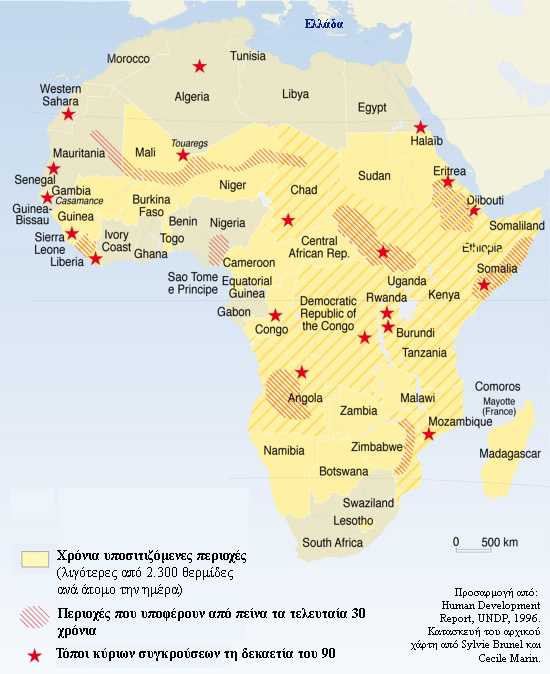 Ελλάδα
Morocco
Tunisia
Algeria
Libya
Egypt
Western
Sahara
Halaïb
Mauritania
Mali
Touaregs
Niger
Chad
Sudan
Eritrea
Djibouti
Senegal
Gambia
Casamance
Guinea-
Bissau
Guinea
Burkina
Faso
Benin
Nigeria
Somaliland
Ethiopia
Sierra
Leone
Ivory
Coast
Togo
Ghana
Liberia
Central
African Rep.
Somalia
Cameroon
Sao Tome
e Principe
Equatorial
Guinea
Uganda
Kenya
Rwanda
Gabon
Congo
Democratic
Republic of
the Congo
Burundi
Tanzania
Angola
Malawi
Comoros
Mayotte
(France)
Zambia
Mozambique
Zimbabwe
Madagascar
Namibia
Botswana
Swaziland
Lesotho
South Africa
0 500 km
Χρόνια υποσιτιζόμενες περιοχές
(λιγότερες από 2.300 θερμίδες
ανά άτομο την ημέρα)
Περιοχές που υποφέρουν από πείνα τα τελευταία 30
χρόνια
Τόποι κύριων συγκρούσεων τη δεκαετία του 90
Προσαρμογή από:
Human Development
Report, UNDP, 1996.
Κατασκευή του αρχικού
χάρτη από Sylvie Brunel και
Cecile Marin.